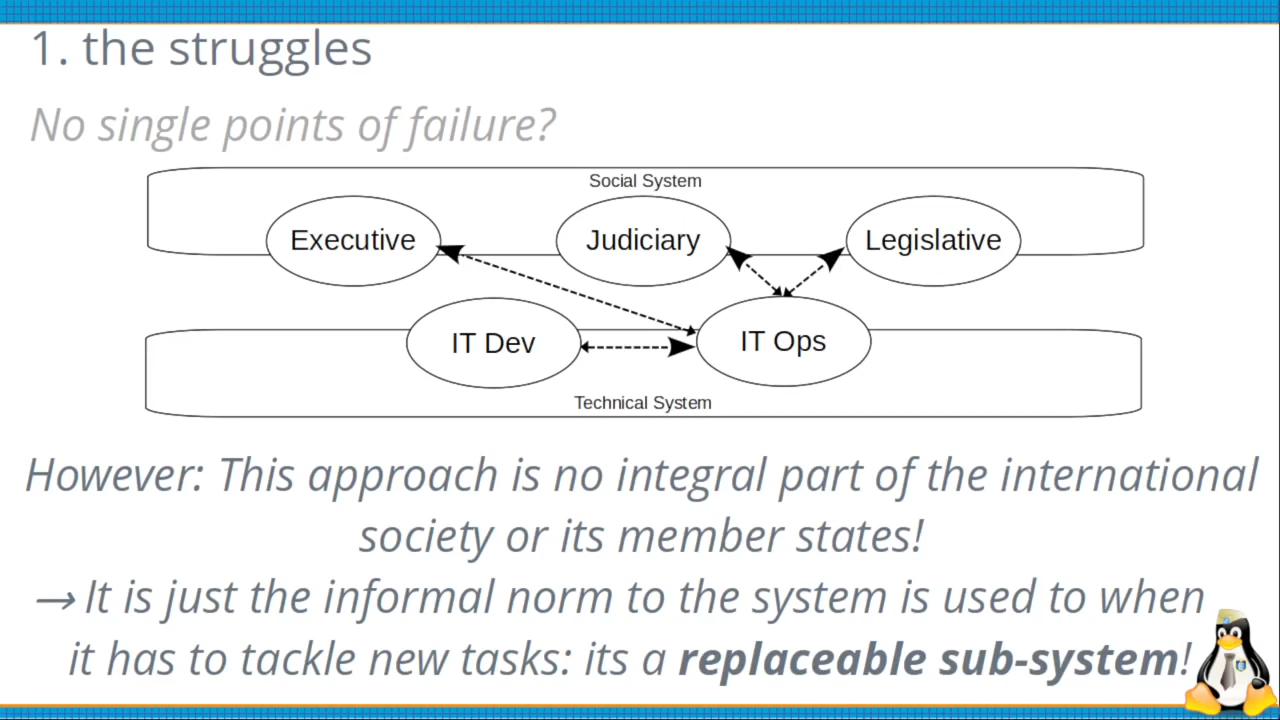 1. the struggles
No single points of failure?
Social System
Executive
Judiciary
Legislative
IT Dev
IT Ops
Technical System
However: This approach is no integral part of the international
society or its member states!
→ It is just the informal norm to the system is used to when
it has to tackle new tasks: its a replaceable sub-system!